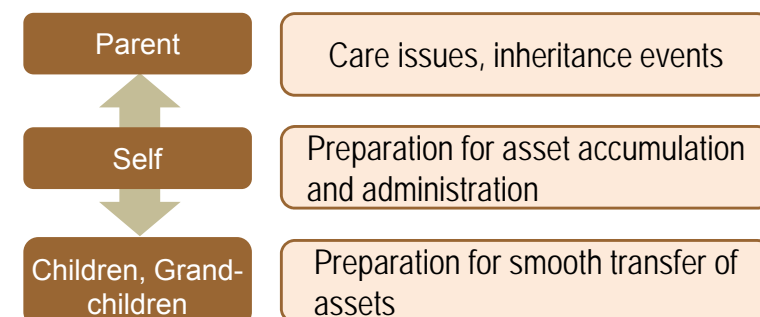 Parent
Care issues, inheritance events
Self
Preparation for asset accumulation
and administration
Children, Grand-
children
Preparation for smooth transfer of
assets